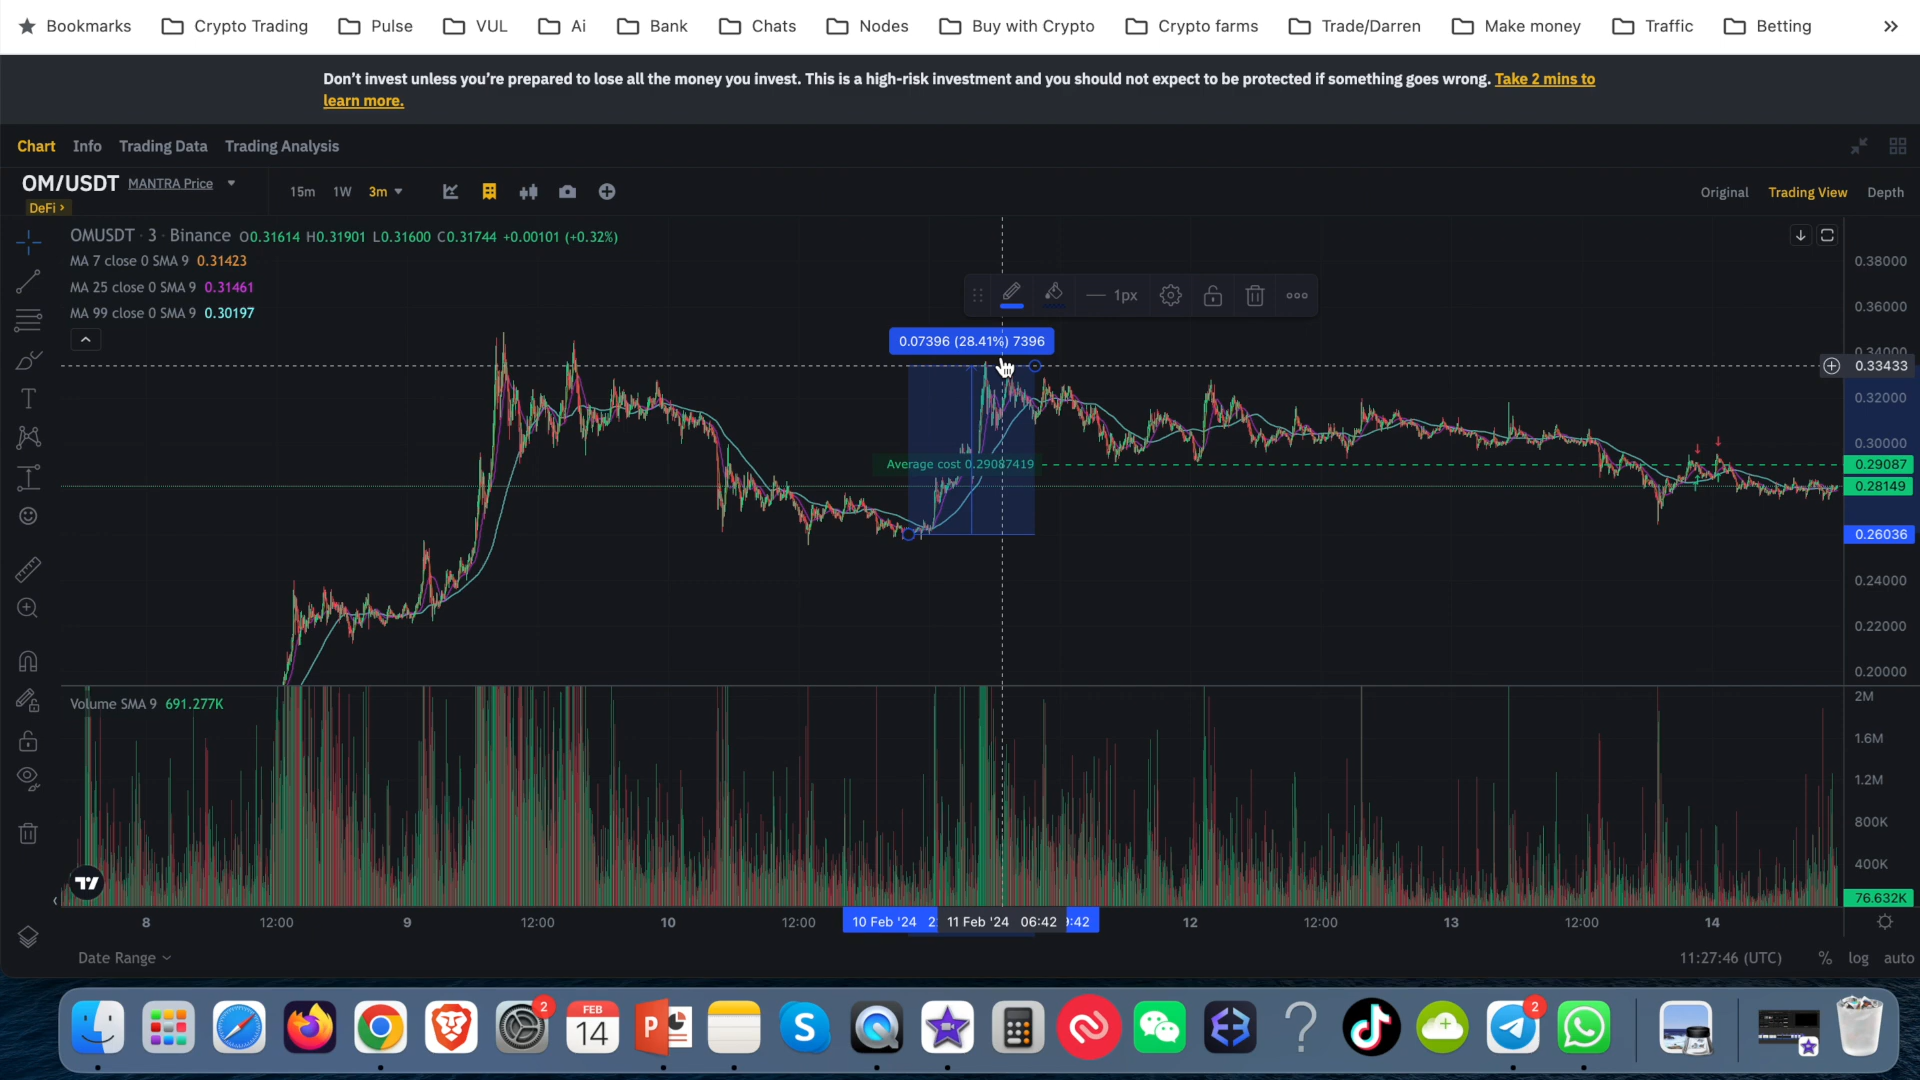 Bookmarks Crypto Trading Pulse VUL Ai Bank Chats Nodes Buy with Crypto Crypto farms Trade/Darren Make money Traffic Betting »
Don't invest unless you're prepared to lose all the money you invest. This is a high-risk investment and you should not expect to be protected if something goes wrong. Take 2 mins to
learn more.
Chart Info Trading Data Trading Analysis
OM/USDT MANTRA Price 15m 1W 3m Original Trading View Depth
DeFi >
OMUSDT · 3 · Binance O0.31614 H0.31901 L0.31600 C0.31744 +0.00101 (+0.32%)
MA 7 close 0 SMA 9 0.31423
MA 25 close 0 SMA 9 0.31461
MA 99 close 0 SMA 9 0.30197
1px
0.07396 (28.41%) 7396
Average cost 0.29087419
0.38000
0.36000
0.34000
0.33433
0.32000
0.30000
0.29087
0.28149
0.26036
0.24000
0.22000
0.20000
Volume SMA 9 691.277K
2M
1.6M
1.2M
800K
400K
76.632K
8 12:00 9 12:00 10 12:00 10 Feb '24 2 11 Feb '24 06:42 :42 12 12:00 13 12:00 14
Date Range 11:27:46 (UTC) % log auto
2
FEB
14
P
S
?
2